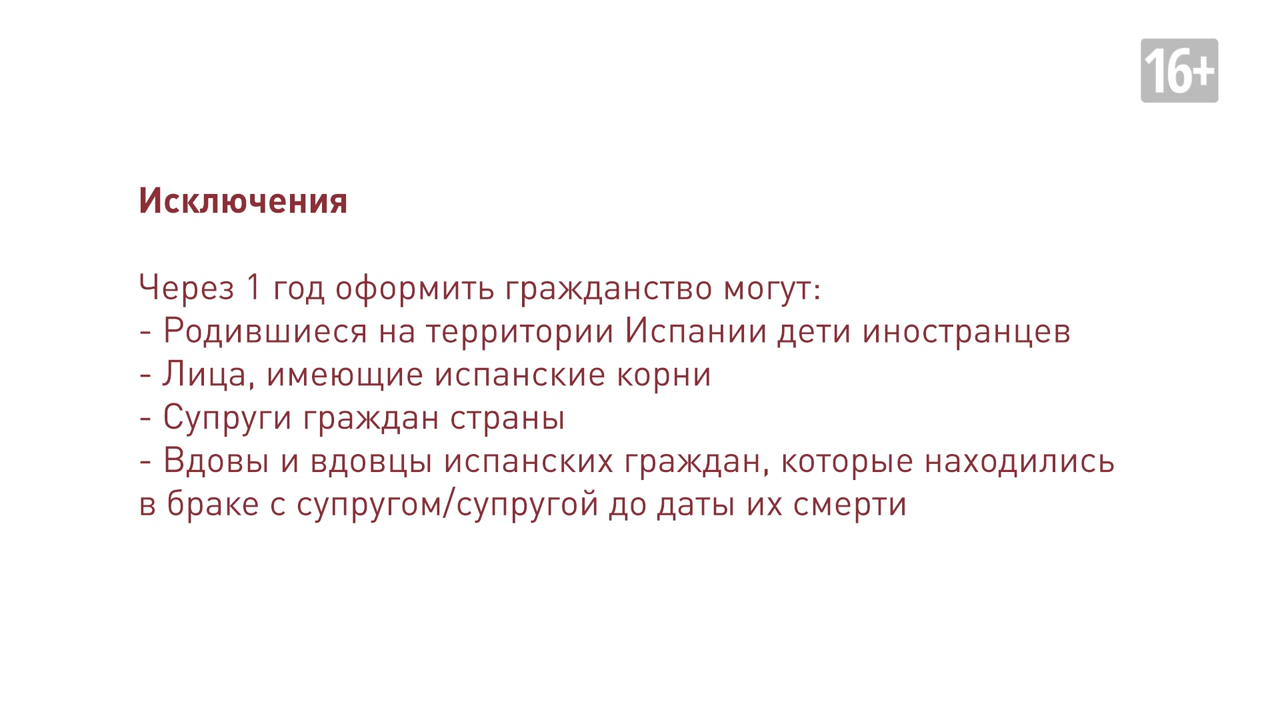 16+
Исключения
Через 1 год оформить гражданство могут:
- Родившиеся на территории Испании дети иностранцев
- Лица, имеющие испанские корни
- Супруги граждан страны
- Вдовы и вдовцы испанских граждан, которые находились
в браке с супругом/супругой до даты их смерти